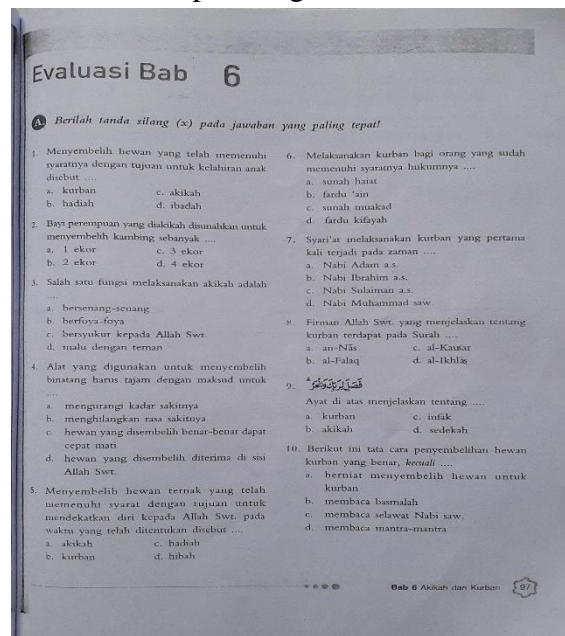 Evaluasi Bab 6
A. Berilah tanda silang (x) pada jawaban yang paling tepat!
1. Menyembelih hewan yang telah memenuhi
syaratnya dengan tujuan untuk kelahiran anak
disebut ....
a. kurban c. akikah
b. hadiah d. ibadah
2. Bayi perempuan yang diakikah disunahkan untuk
menyembelih kambing sebanyak ....
a. 1 ekor c. 3 ekor
b. 2 ekor d. 4 ekor
3. Salah satu fungsi melaksanakan akikah adalah
....
a. bersenang-senang
b. berfoya-foya
c. bersyukur kepada Allah Swt.
d. malu dengan teman
4. Alat yang digunakan untuk menyembelih
binatang harus tajam dengan maksud untuk
....
a. mengurangi kadar sakitnya
b. menghilangkan rasa sakitnya
c. hewan yang disembelih benar-benar dapat
cepat mati
d. hewan yang disembelih diterima di sisi
Allah Swt.
5. Menyembelih hewan ternak yang telah
memenuhi syarat dengan tujuan untuk
mendekatkan diri kepada Allah Swt. pada
waktu yang telah ditentukan disebut ....
a. akikah c. hadiah
b. kurban d. hibah
6. Melaksanakan kurban bagi orang yang sudah
memenuhi syaratnya hukumnya ....
a. sunah haiat
b. fardu 'ain
c. sunah muakad
d. fardu kifayah
7. Syari'at melaksanakan kurban yang pertama
kali terjadi pada zaman ....
a. Nabi Adam a.s.
b. Nabi Ibrahim a.s.
c. Nabi Sulaiman a.s.
d. Nabi Muhammad saw.
8. Firman Allah Swt. yang menjelaskan tentang
kurban terdapat pada Surah ....
a. an-Nās c. al-Kautar
b. al-Falaq d. al-Ikhlās
9. فَصَلِّ لِرَبِّكَ وَانْحَرْ
Ayat di atas menjelaskan tentang ....
a. kurban c. infak
b. akikah d. sedekah
10. Berikut ini tata cara penyembelihan hewan
kurban yang benar, kecuali ....
a. berniat menyembelih hewan untuk
kurban
b. membaca basmalah
c. membaca selawat Nabi saw.
d. membaca mantra-mantra
Bab 6 Akikah dan Kurban 97